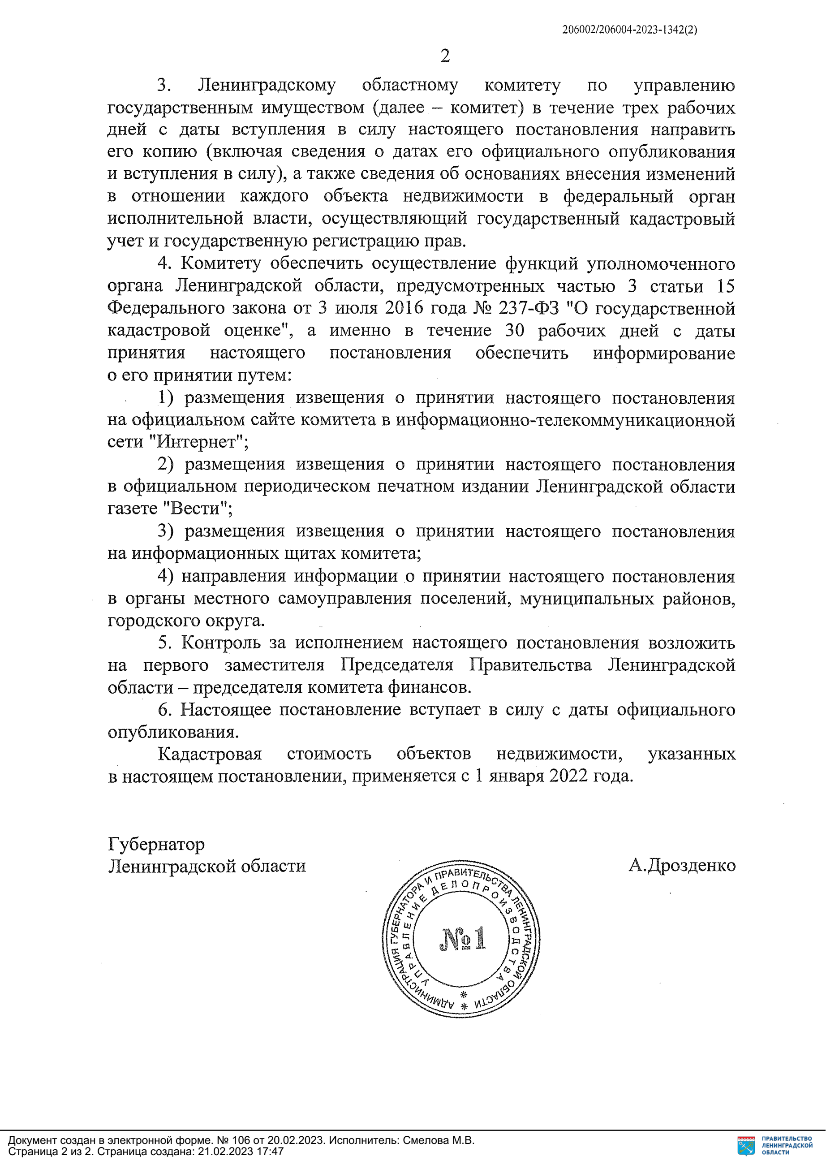 206002/206004-2023-1342(2)
2
3. Ленинградскому областному комитету по управлению
государственным имуществом (далее – комитет) в течение трех рабочих
дней с даты вступления в силу настоящего постановления направить
его копию (включая сведения о датах его официального опубликования
и вступления в силу), а также сведения об основаниях внесения изменений
в отношении каждого объекта недвижимости в федеральный орган
исполнительной власти, осуществляющий государственный кадастровый
учет и государственную регистрацию прав.
4. Комитету обеспечить осуществление функций уполномоченного
органа Ленинградской области, предусмотренных частью 3 статьи 15
Федерального закона от 3 июля 2016 года № 237-ФЗ "О государственной
кадастровой оценке", а именно в течение 30 рабочих дней с даты
принятия настоящего постановления обеспечить информирование
о его принятии путем:
1) размещения извещения о принятии настоящего постановления
на официальном сайте комитета в информационно-телекоммуникационной
сети "Интернет";
2) размещения извещения о принятии настоящего постановления
в официальном периодическом печатном издании Ленинградской области
газете "Вести";
3) размещения извещения о принятии настоящего постановления
на информационных щитах комитета;
4) направления информации о принятии настоящего постановления
в органы местного самоуправления поселений, муниципальных районов,
городского округа.
5. Контроль за исполнением настоящего постановления возложить
на первого заместителя Председателя Правительства Ленинградской
области – председателя комитета финансов.
6. Настоящее постановление вступает в силу с даты официального
опубликования.
Кадастровая стоимость объектов недвижимости, указанных
в настоящем постановлении, применяется с 1 января 2022 года.
Губернатор
Ленинградской области
А.Дрозденко
АДМИНИСТРАЦИЯ ГУБЕРНАТОРА И ПРАВИТЕЛЬСТВА ЛЕНИНГРАДСКОЙ ОБЛАСТИ
УПРАВЛЕНИЕ ДЕЛОПРОИЗВОДСТВА
№1
Документ создан в электронной форме. № 106 от 20.02.2023. Исполнитель: Смелова М.В.
Страница 2 из 2. Страница создана: 21.02.2023 17:47
ПРАВИТЕЛЬСТВО
ЛЕНИНГРАДСКОЙ
ОБЛАСТИ